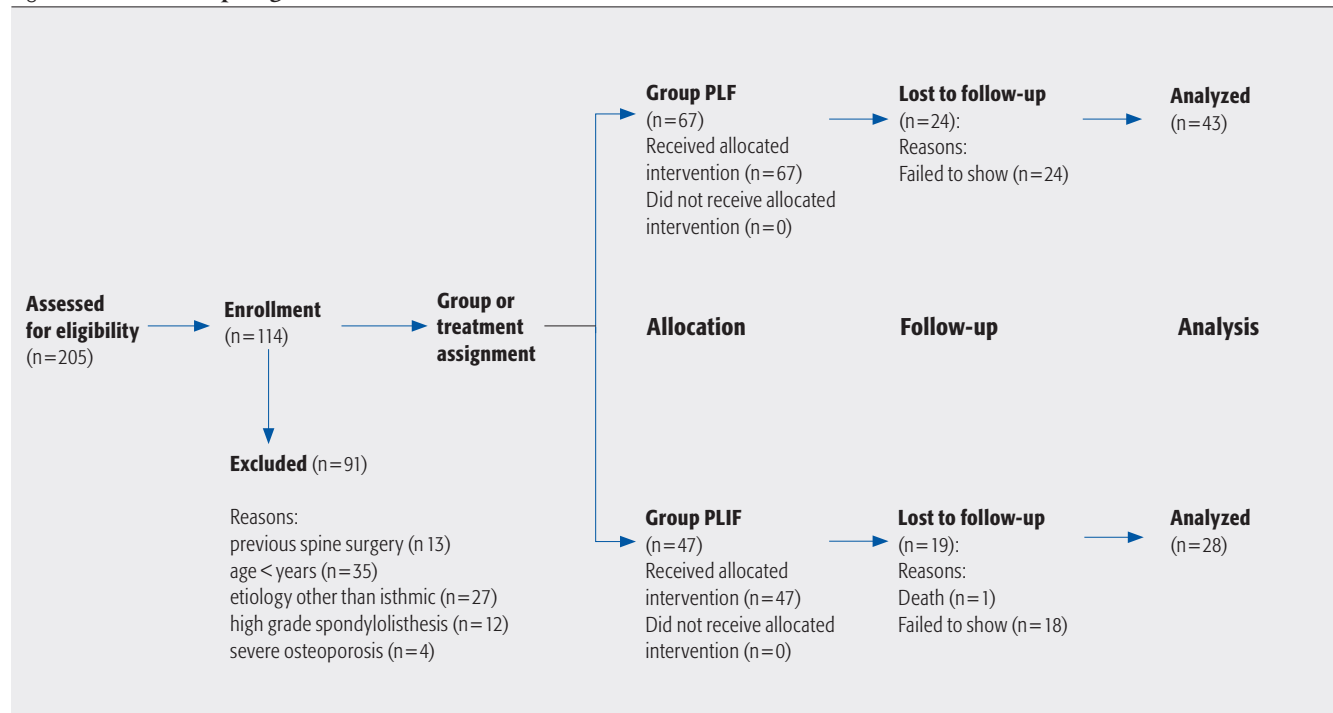 Assessed
for eligibility
(n=205)
Enrollment
(n=114)
Excluded (n=91)
Reasons:
previous spine surgery (n 13)
age < years (n=35)
etiology other than isthmic (n=27)
high grade spondylolisthesis (n=12)
severe osteoporosis (n=4)
Group or
treatment
assignment
Group PLF
(n=67)
Received allocated
intervention (n=67)
Did not receive allocated
intervention (n=0)
Lost to follow-up
(n=24):
Reasons:
Failed to show (n=24)
Analyzed
(n=43)
Allocation
Follow-up
Analysis
Group PLIF
(n=47)
Received allocated
intervention (n=47)
Did not receive allocated
intervention (n=0)
Lost to follow-up
(n=19):
Reasons:
Death (n=1)
Failed to show (n=18)
Analyzed
(n=28)